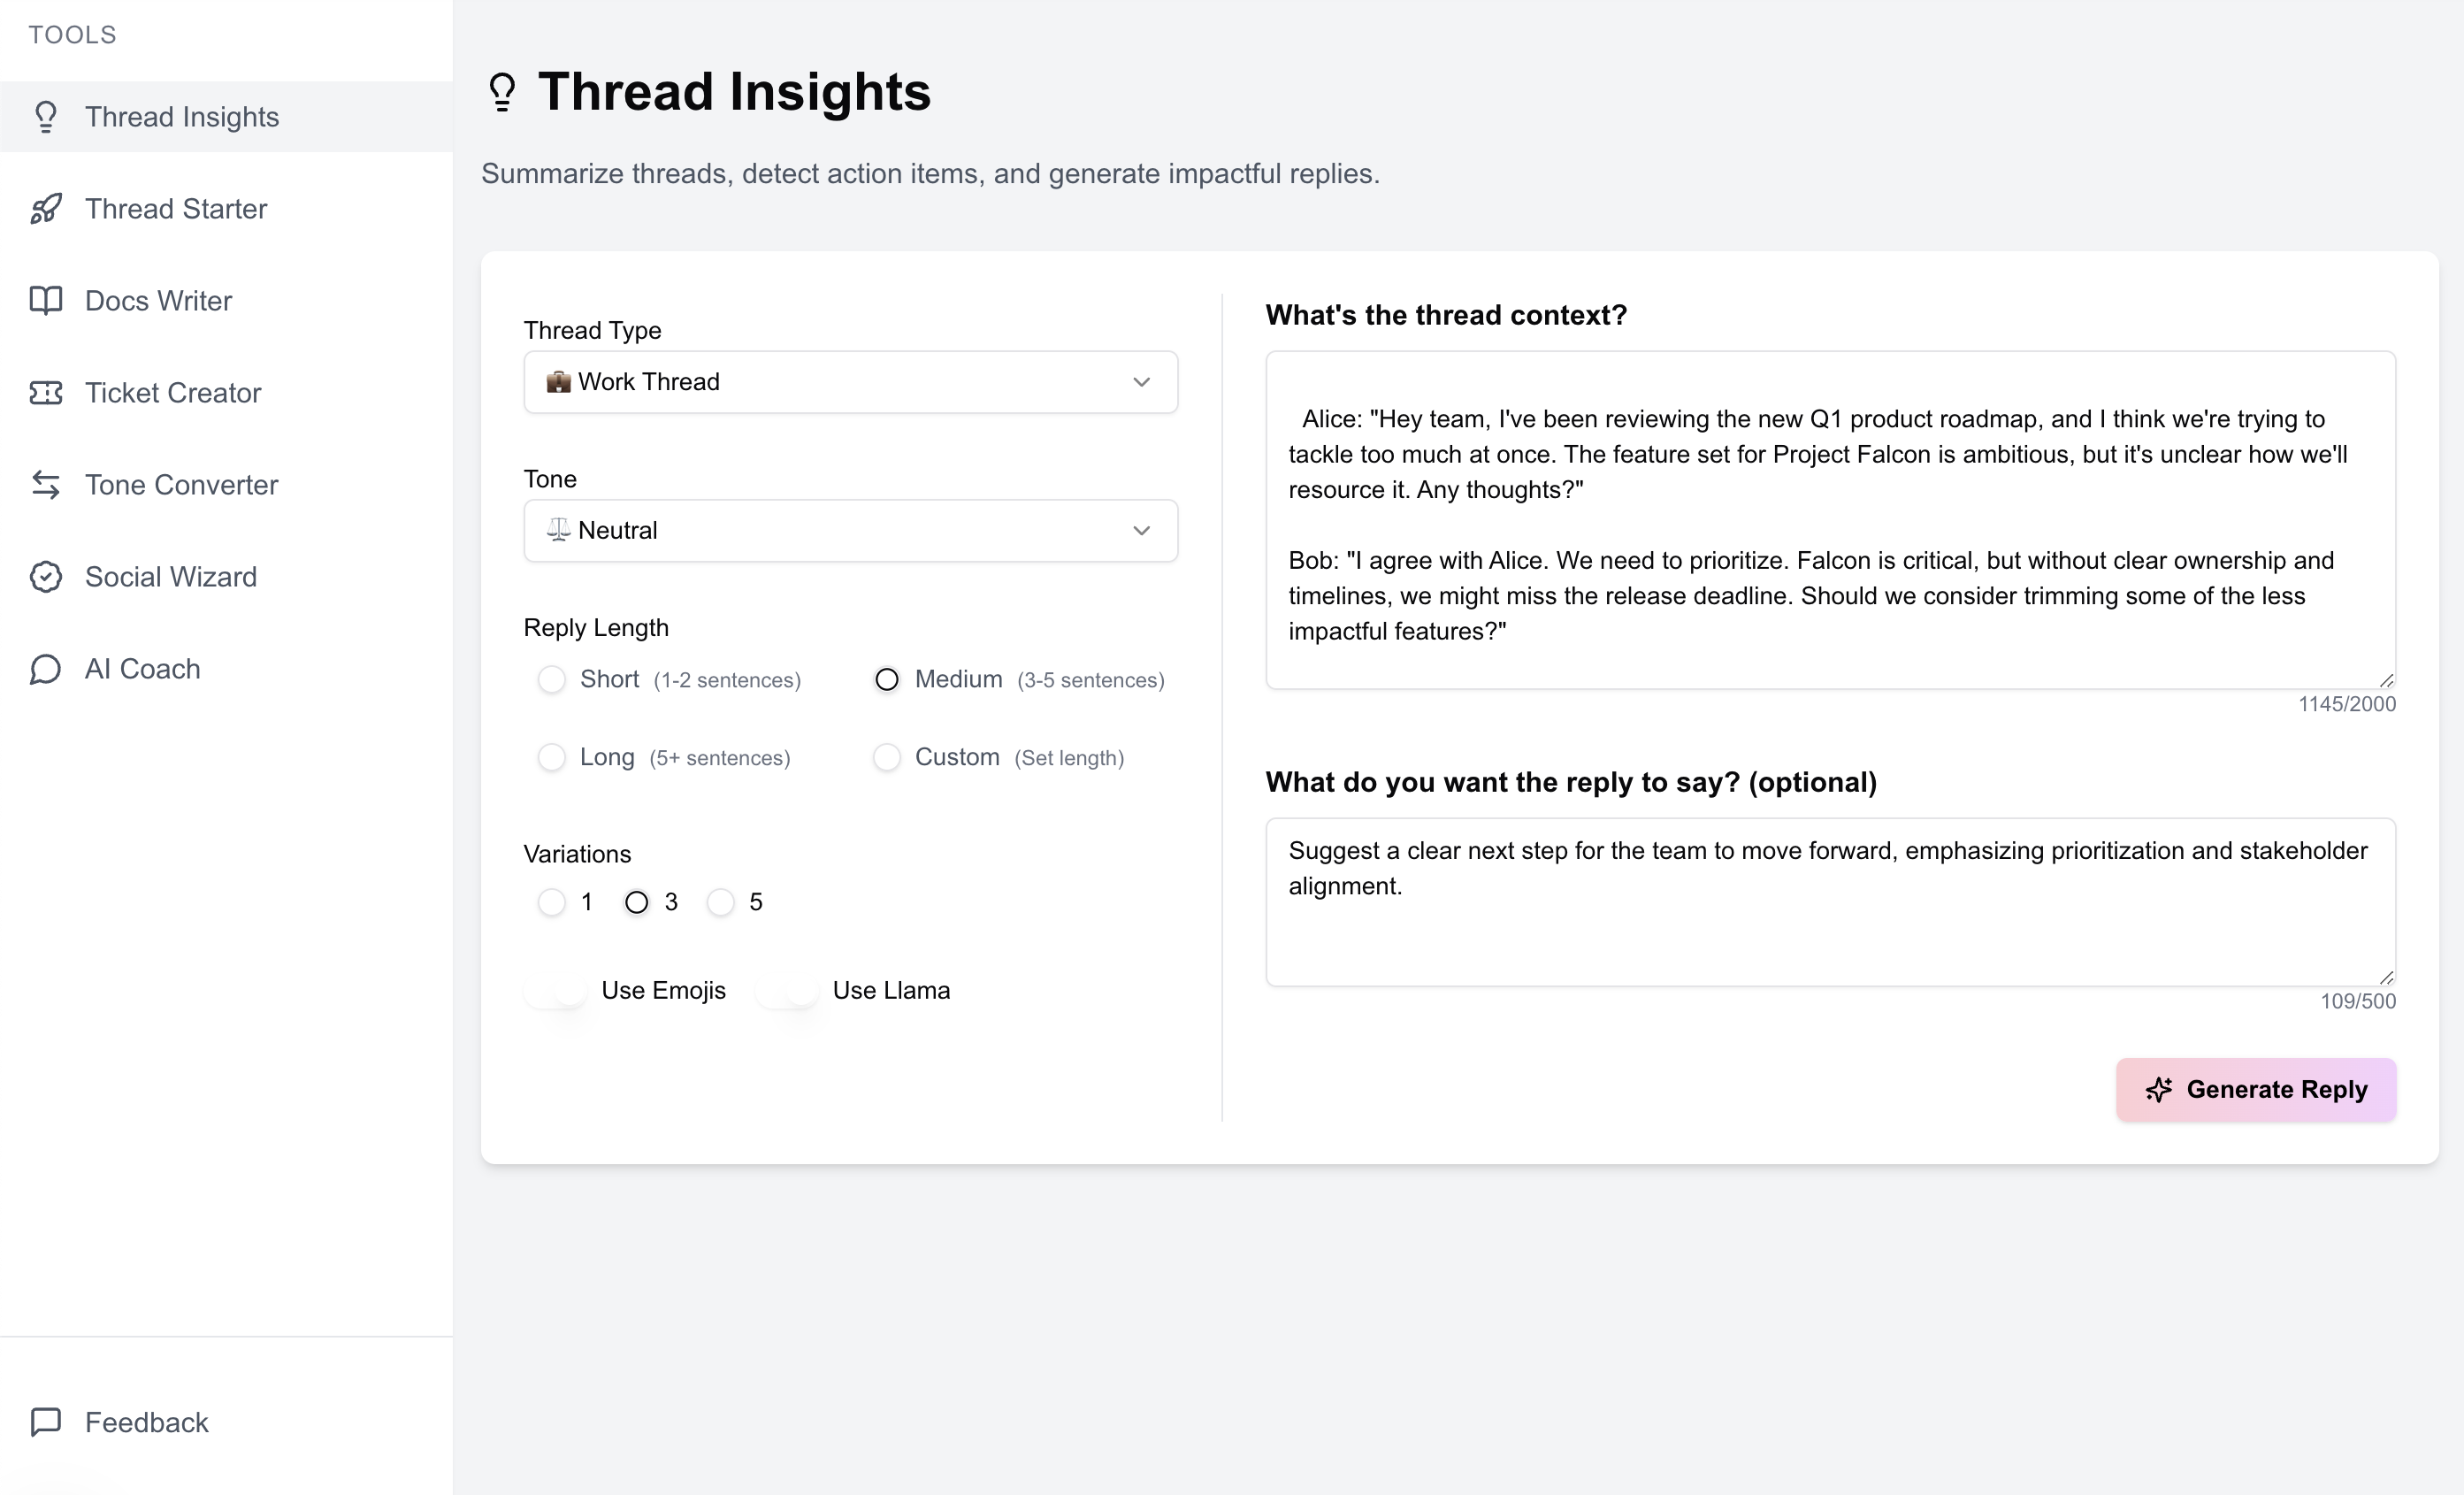 TOOLS
Thread Insights
Thread Starter
Docs Writer
Ticket Creator
Tone Converter
Social Wizard
AI Coach
Feedback
Thread Insights
Summarize threads, detect action items, and generate impactful replies.
Thread Type
Work Thread
Tone
Neutral
Reply Length
Short (1-2 sentences)
Medium (3-5 sentences)
Long (5+ sentences)
Custom (Set length)
Variations
1
3
5
Use Emojis
Use Llama
What's the thread context?
Alice: "Hey team, I've been reviewing the new Q1 product roadmap, and I think we're trying to
tackle too much at once. The feature set for Project Falcon is ambitious, but it's unclear how we'll
resource it. Any thoughts?"
Bob: "I agree with Alice. We need to prioritize. Falcon is critical, but without clear ownership and
timelines, we might miss the release deadline. Should we consider trimming some of the less
impactful features?"
1145/2000
What do you want the reply to say? (optional)
Suggest a clear next step for the team to move forward, emphasizing prioritization and stakeholder
alignment.
109/500
Generate Reply